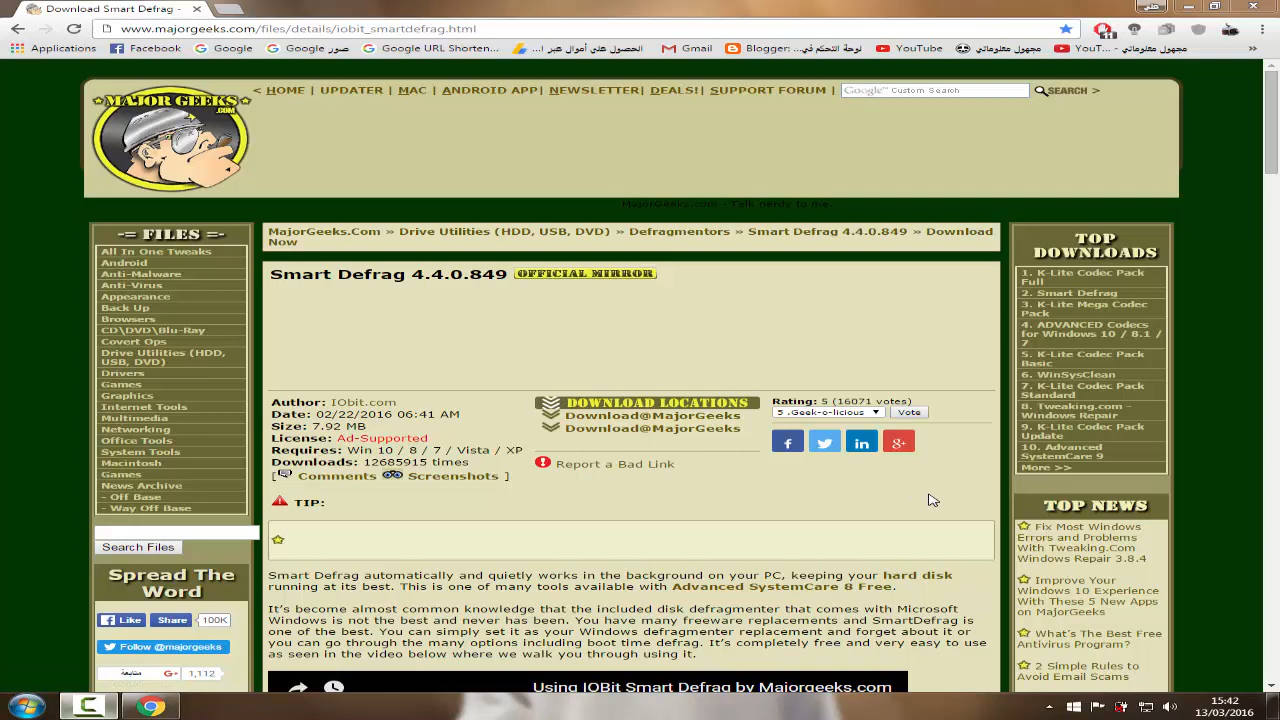 Download Smart Defrag -
علي
www.majorgeeks.com/files/details/iobit_smartdefrag.html
Apps Applications Facebook Google صور Google Google URL Shorten... الحصول على أموال عبر ا... Gmail Blogger: لوحة التحكم في... YouTube مجهول معلوماتي YouT... مجهول معلوماتي - »
MAJOR GEEKS
.COM
< HOME | UPDATER | MAC | ANDROID APP| NEWSLETTER| DEALS!| SUPPORT FORUM | Google™ Custom Search SEARCH >
MajorGeeks.com - Talk nerdy to me.
-= FILES =-
All In One Tweaks
Android
Anti-Malware
Anti-Virus
Appearance
Back Up
Browsers
CD\DVD\Blu-Ray
Covert Ops
Drive Utilities (HDD,
USB, DVD)
Drivers
Games
Graphics
Internet Tools
Multimedia
Networking
Office Tools
System Tools
Macintosh
Games
News Archive
- Off Base
- Way Off Base
Search Files
Spread The
Word
Like Share 100K
Follow @majorgeeks
متابعة G+ 1,112
MajorGeeks.Com » Drive Utilities (HDD, USB, DVD) » Defragmentors » Smart Defrag 4.4.0.849 » Download
Now
Smart Defrag 4.4.0.849 OFFICIAL MIRROR
Author: IObit.com
Date: 02/22/2016 06:41 AM
Size: 7.92 MB
License: Ad-Supported
Requires: Win 10 / 8 / 7 / Vista / XP
Downloads: 12685915 times
[ Comments Screenshots ]
DOWNLOAD LOCATIONS
Download@MajorGeeks
Download@MajorGeeks
Report a Bad Link
Rating: 5 (16071 votes)
5 .Geek-o-licious Vote
TIP:
Smart Defrag automatically and quietly works in the background on your PC, keeping your hard disk
running at its best. This is one of many tools available with Advanced SystemCare 8 Free.
It's become almost common knowledge that the included disk defragmenter that comes with Microsoft
Windows is not the best and never has been. You have many freeware replacements and SmartDefrag is
one of the best. You can simply set it as your Windows defragmenter replacement and forget about it or
you can go through the many options including boot time defrag. It's completely free and very easy to use
as seen in the video below where we walk you through using it.
Using IOBit Smart Defrag by Majorgeeks.com
TOP
DOWNLOADS
1. K-Lite Codec Pack
Full
2. Smart Defrag
3. K-Lite Mega Codec
Pack
4. ADVANCED Codecs
for Windows 10 / 8.1 /
7
5. K-Lite Codec Pack
Basic
6. WinSysClean
7. K-Lite Codec Pack
Standard
8. Tweaking.com -
Windows Repair
9. K-Lite Codec Pack
Update
10. Advanced
SystemCare 9
More >>
TOP NEWS
Fix Most Windows
Errors and Problems
With Tweaking.Com
Windows Repair 3.8.4
Improve Your
Windows 10 Experience
With These 5 New Apps
on MajorGeeks
What's The Best Free
Antivirus Program?
2 Simple Rules to
Avoid Email Scams
15:42
13/03/2016